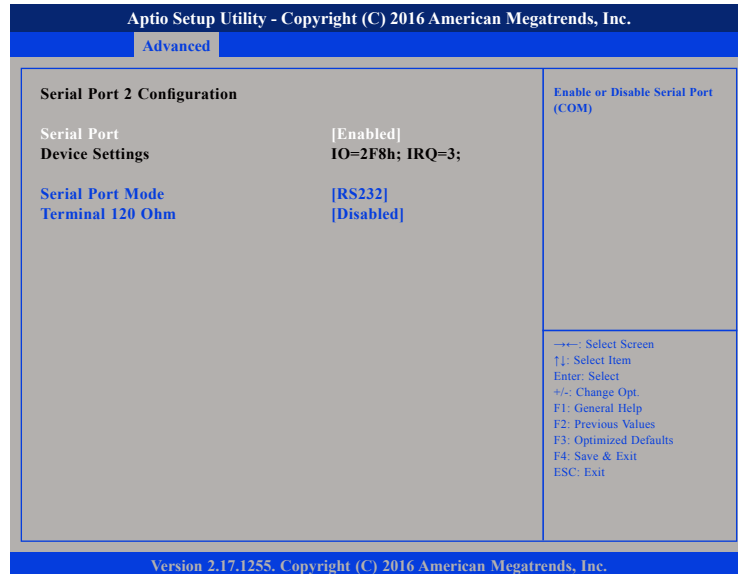 Aptio Setup Utility - Copyright (C) 2016 American Megatrends, Inc.
Advanced
Serial Port 2 Configuration
Serial Port [Enabled]
Device Settings IO=2F8h; IRQ=3;
Serial Port Mode [RS232]
Terminal 120 Ohm [Disabled]
Enable or Disable Serial Port
(COM)
→←: Select Screen
↑↓: Select Item
Enter: Select
+/-: Change Opt.
F1: General Help
F2: Previous Values
F3: Optimized Defaults
F4: Save & Exit
ESC: Exit
Version 2.17.1255. Copyright (C) 2016 American Megatrends, Inc.